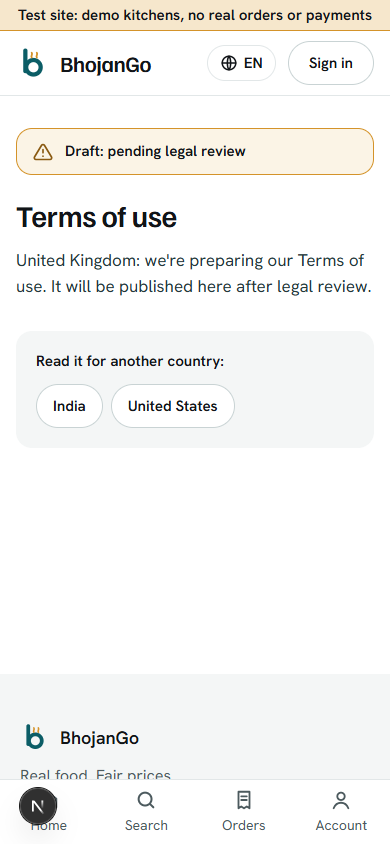 Test site: demo kitchens, no real orders or payments
BhojanGo
EN
Sign in
Draft: pending legal review
Terms of use
United Kingdom: we're preparing our Terms of
use. It will be published here after legal review.
Read it for another country:
India
United States
BhojanGo
Real food. Fair prices
N
Home
Search
Orders
Account